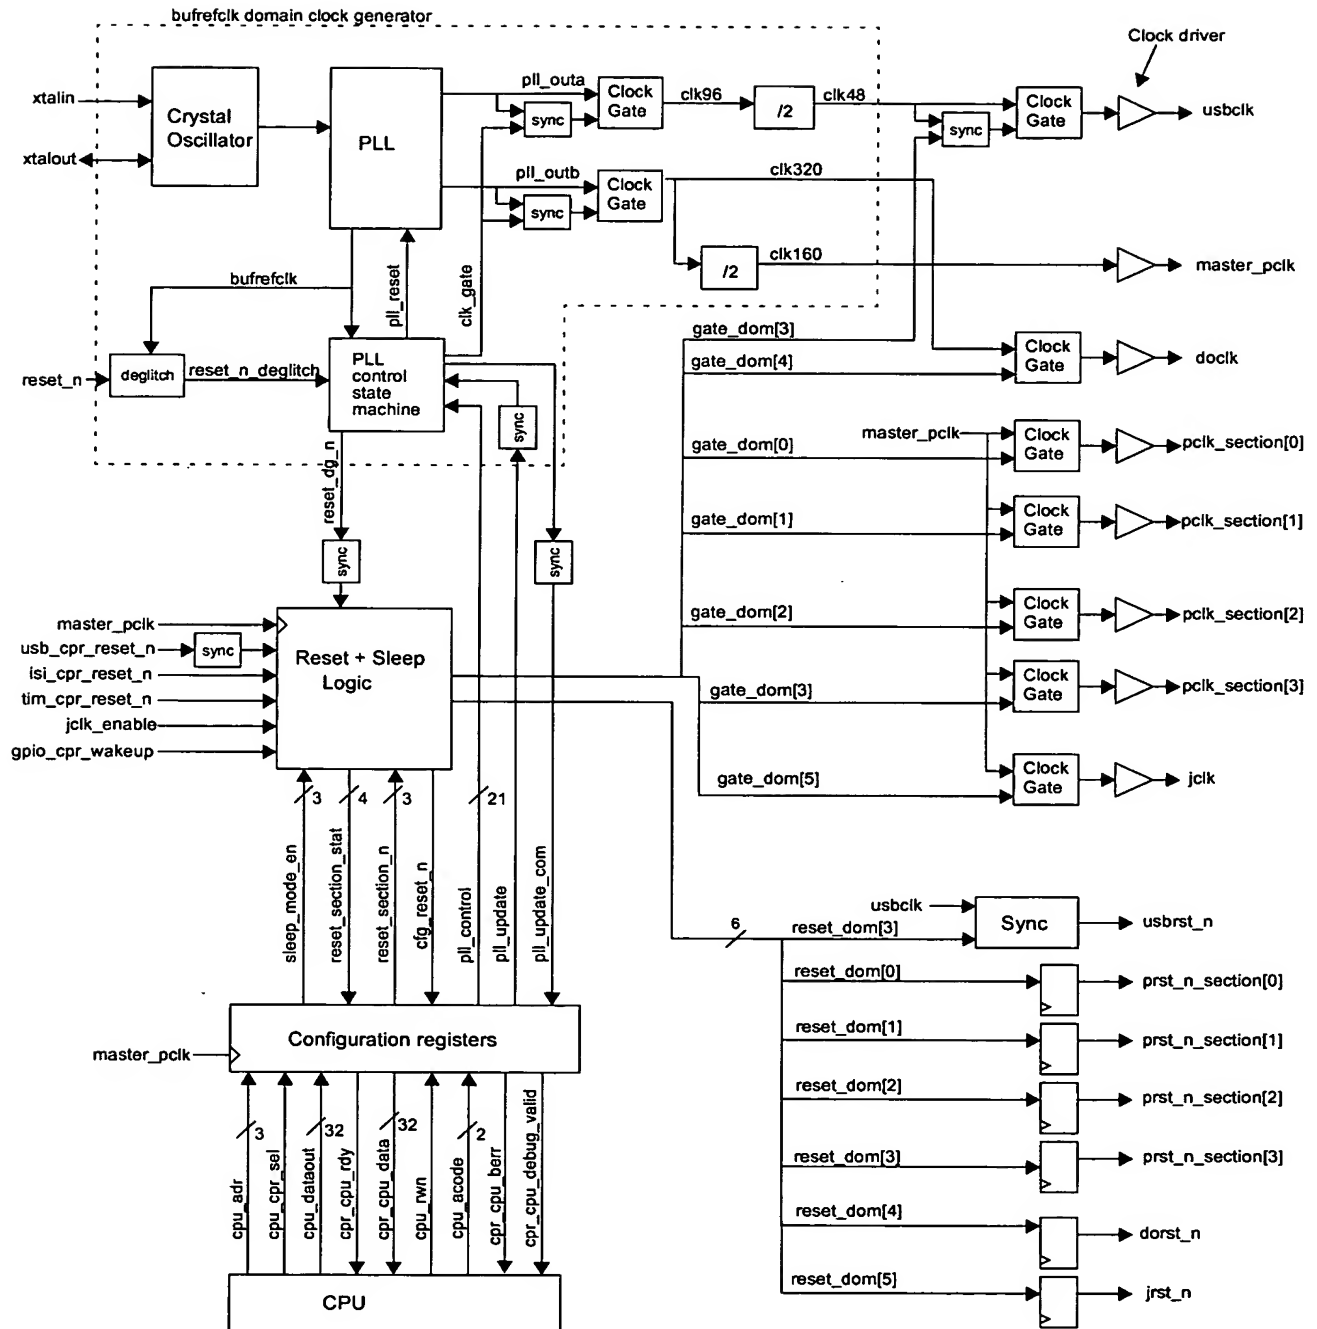 bufrefclk domain clock generator
Clock driver
xtalin
xtalout
Crystal
Oscillator
PLL
pll_outa
sync
Clock
Gate
clk96
/2
clk48
sync
Clock
Gate
usbclk
pll_outb
sync
Clock
Gate
clk320
/2
clk160
master_pclk
bufrefclk
pll_reset
clk_gate
reset_n
deglitch
reset_n_deglitch
PLL
control
state
machine
sync
reset_dg_n
sync
sync
gate_dom[3]
gate_dom[4]
Clock
Gate
doclk
master_pclk
gate_dom[0]
Clock
Gate
pclk_section[0]
gate_dom[1]
Clock
Gate
pclk_section[1]
gate_dom[2]
Clock
Gate
pclk_section[2]
gate_dom[3]
Clock
Gate
pclk_section[3]
gate_dom[5]
Clock
Gate
jclk
master_pclk
usb_cpr_reset_n
sync
isi_cpr_reset_n
tim_cpr_reset_n
jclk_enable
gpio_cpr_wakeup
Reset + Sleep
Logic
3
4
3
21
sleep_mode_en
reset_section_stat
reset_section_n
cfg_reset_n
pll_control
pll_update
pll_update_com
6
usbclk
reset_dom[3]
Sync
usbrst_n
reset_dom[0]
prst_n_section[0]
reset_dom[1]
prst_n_section[1]
reset_dom[2]
prst_n_section[2]
reset_dom[3]
prst_n_section[3]
reset_dom[4]
dorst_n
reset_dom[5]
jrst_n
Configuration registers
master_pclk
3
32
32
2
cpu_adr
cpu_cpr_sel
cpu_dataout
cpr_cpu_rdy
cpr_cpu_data
cpu_rwn
cpu_acode
cpr_cpu_berr
cpr_cpu_debug_valid
CPU